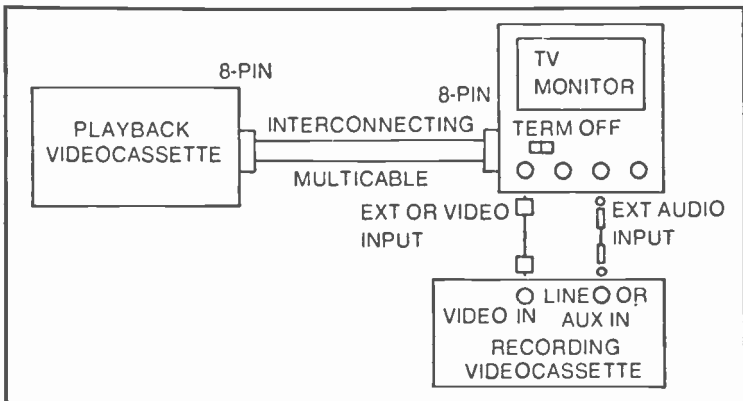 8-PIN
PLAYBACK
VIDEOCASSETTE
INTERCONNECTING
MULTICABLE
8-PIN
TV
MONITOR
TERM OFF
EXT OR VIDEO
INPUT
EXT AUDIO
INPUT
VIDEO IN
LINE OR
AUX IN
RECORDING
VIDEOCASSETTE